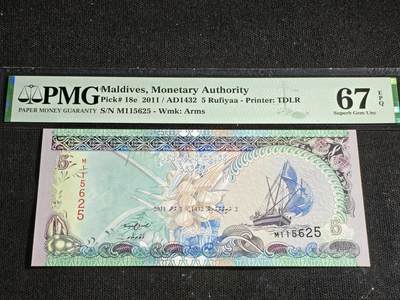 PMG
PAPER MONEY GUARANTY
Maldives, Monetary Authority
Pick# 18e 2011 / AD1432 5 Rufiyaa - Printer: TDLR
S/N M115625 - Wmk: Arms
67 EPQ
Superb Gem Unc
5
M115625
5
M115625